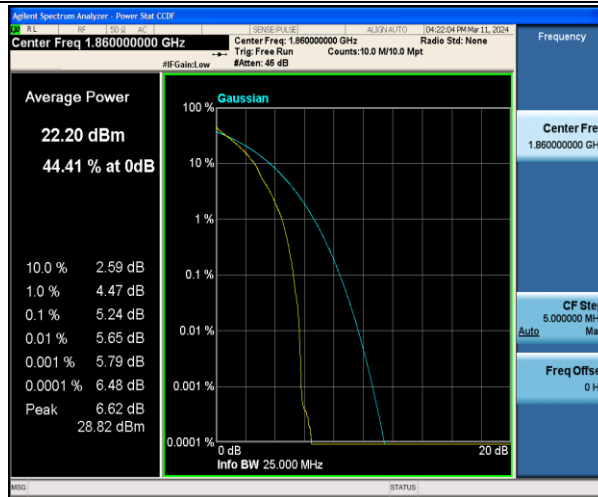 Agilent Spectrum Analyzer - Power Stat CCDF
RL RF 50 Ω AC SENSE:PULSE ALIGN AUTO 04:22:04 PM Mar 11, 2024
Center Freq 1.860000000 GHz
Center Freq: 1.860000000 GHz Radio Std: None
Trig: Free Run Counts:10.0 M/10.0 Mpt
#IFGain:Low #Atten: 46 dB
Frequency
Average Power
22.20 dBm
44.41 % at 0dB
10.0 % 2.59 dB
1.0 % 4.47 dB
0.1 % 5.24 dB
0.01 % 5.65 dB
0.001 % 5.79 dB
0.0001 % 6.48 dB
Peak 6.62 dB
28.82 dBm
Gaussian
100 %
10 %
1 %
0.1 %
0.01 %
0.001 %
0.0001 %
0 dB 20 dB
Info BW 25.000 MHz
Center Fre
1.860000000 GH
CF Ste
5.000000 MH
Auto Ma
Freq Offse
0 H
MSG STATUS